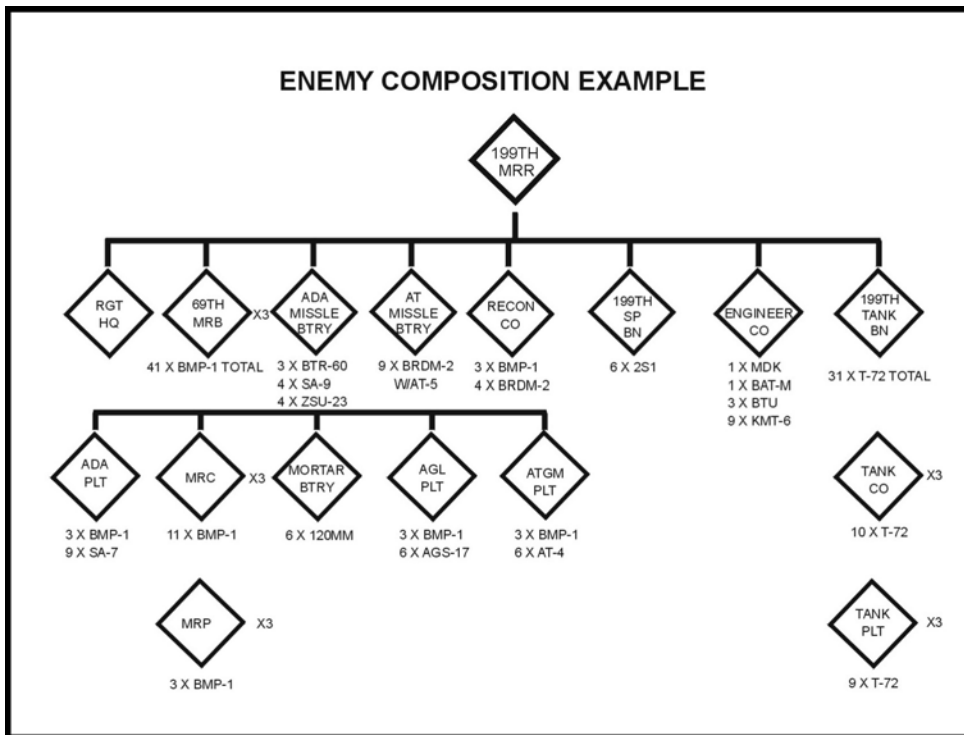 ENEMY COMPOSITION EXAMPLE
199TH
MRR
RGT
HQ
69TH
MRB
X3
41 X BMP-1 TOTAL
ADA
MISSLE
BTRY
3 X BTR-60
4 X SA-9
4 X ZSU-23
AT
MISSLE
BTRY
9 X BRDM-2
W/AT-5
RECON
CO
3 X BMP-1
4 X BRDM-2
199TH
SP
BN
6 X 2S1
ENGINEER
CO
1 X MDK
1 X BAT-M
3 X BTU
9 X KMT-6
199TH
TANK
BN
31 X T-72 TOTAL
ADA
PLT
3 X BMP-1
9 X SA-7
MRC
X3
11 X BMP-1
MORTAR
BTRY
6 X 120MM
AGL
PLT
3 X BMP-1
6 X AGS-17
ATGM
PLT
3 X BMP-1
6 X AT-4
TANK
CO
X3
10 X T-72
MRP
X3
3 X BMP-1
TANK
PLT
X3
9 X T-72